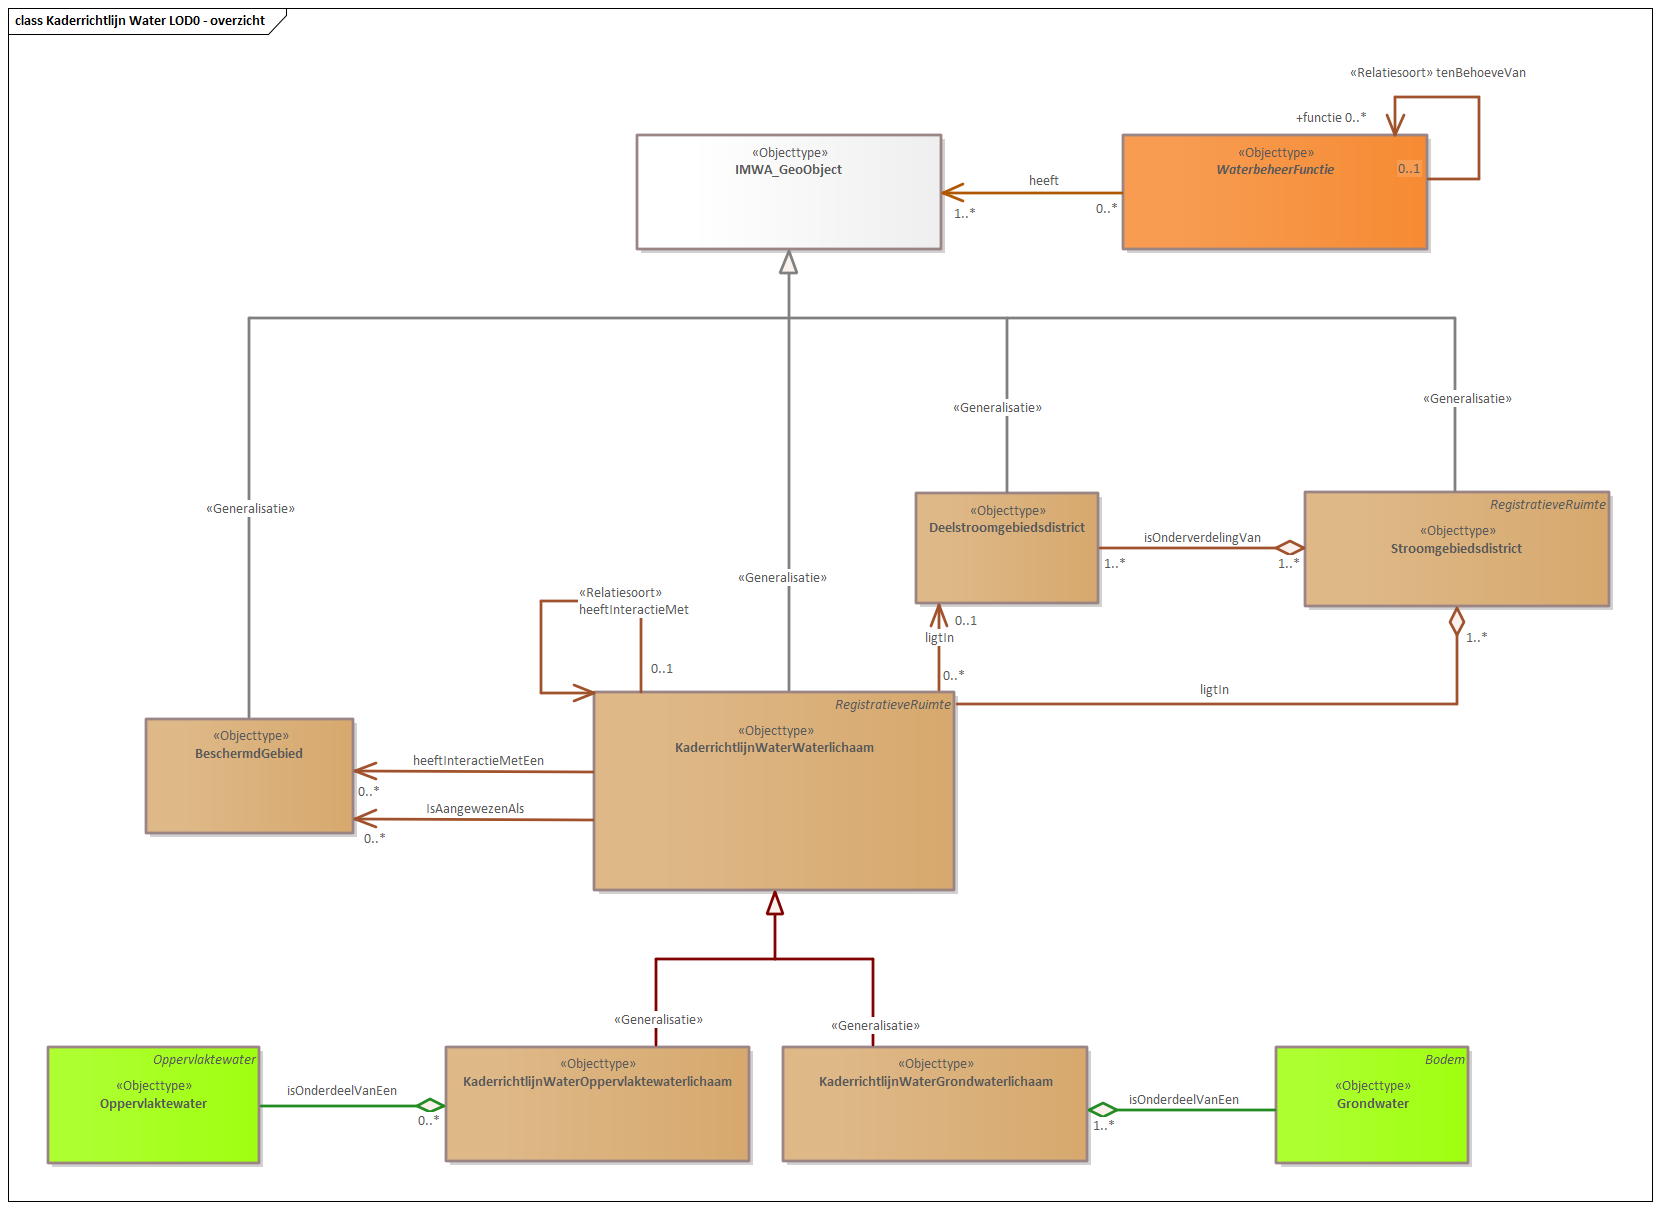 class Kaderrichtlijn Water LOD0 - overzicht
«Relatiesoort» tenBehoeveVan
+functie 0..*
«Objecttype»
IMWA_GeoObject
«Objecttype»
WaterbeheerFunctie
0..1
heeft
1..*
0..*
«Generalisatie»
«Generalisatie»
«Generalisatie»
«Generalisatie»
«Objecttype»
Deelstroomgebiedsdistrict
RegistratieveRuimte
«Objecttype»
Stroomgebiedsdistrict
isOnderverdelingVan
1..*
1..*
«Relatiesoort»
heeftInteractieMet
0..1
0..1
ligtIn
0..*
1..*
ligtIn
RegistratieveRuimte
«Objecttype»
KaderrichtlijnWaterWaterlichaam
«Objecttype»
BeschermdGebied
heeftInteractieMetEen
0..*
IsAangewezenAls
0..*
«Generalisatie»
«Generalisatie»
Oppervlaktewater
«Objecttype»
Oppervlaktewater
isOnderdeelVanEen
0..*
«Objecttype»
KaderrichtlijnWaterOppervlaktewaterlichaam
«Objecttype»
KaderrichtlijnWaterGrondwaterlichaam
isOnderdeelVanEen
1..*
Bodem
«Objecttype»
Grondwater